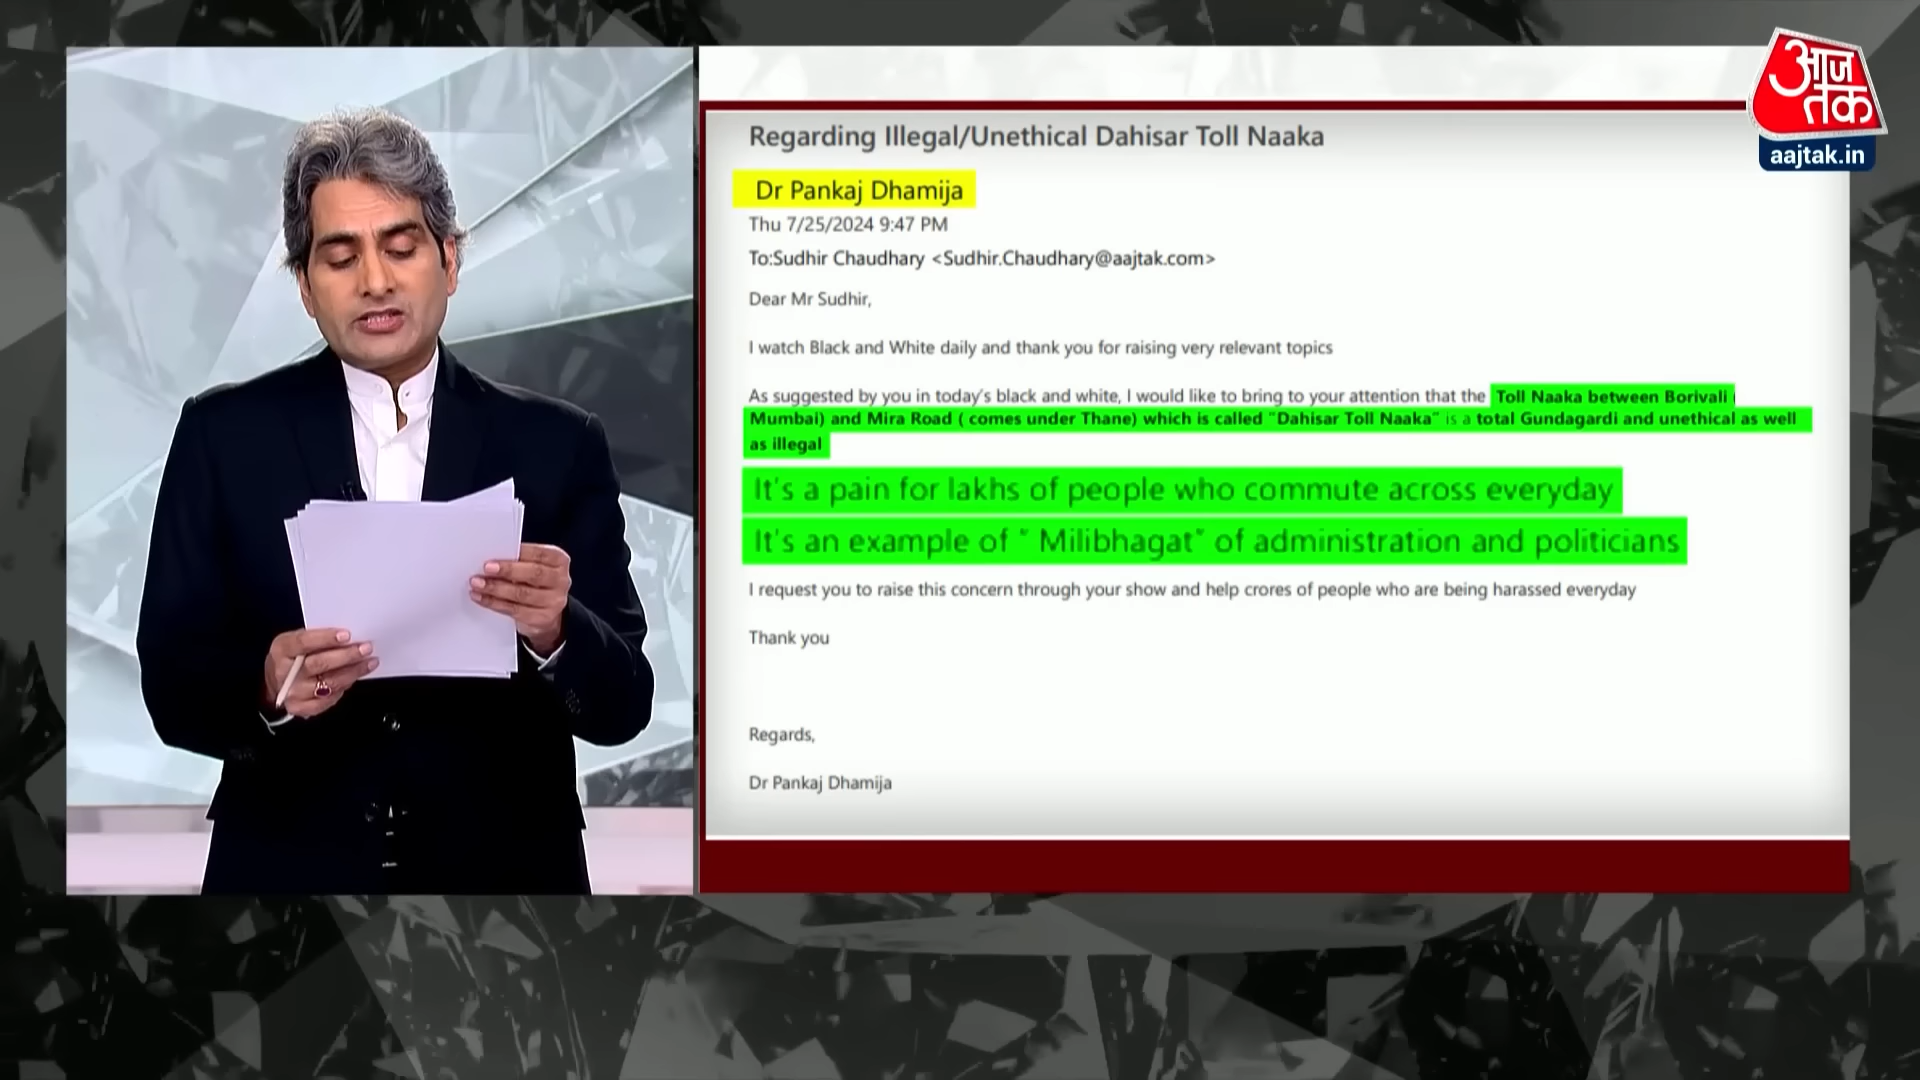 आज
तक
aajtak.in
Regarding Illegal/Unethical Dahisar Toll Naaka
Dr Pankaj Dhamija
Thu 7/25/2024 9:47 PM
To:Sudhir Chaudhary <Sudhir.Chaudhary@aajtak.com>
Dear Mr Sudhir,
I watch Black and White daily and thank you for raising very relevant topics
As suggested by you in today's black and white, I would like to bring to your attention that the Toll Naaka between Borivali (
Mumbai) and Mira Road ( comes under Thane) which is called "Dahisar Toll Naaka" is a total Gundagardi and unethical as well
as illegal
It's a pain for lakhs of people who commute across everyday
It's an example of " Milibhagat" of administration and politicians
I request you to raise this concern through your show and help crores of people who are being harassed everyday
Thank you
Regards,
Dr Pankaj Dhamija